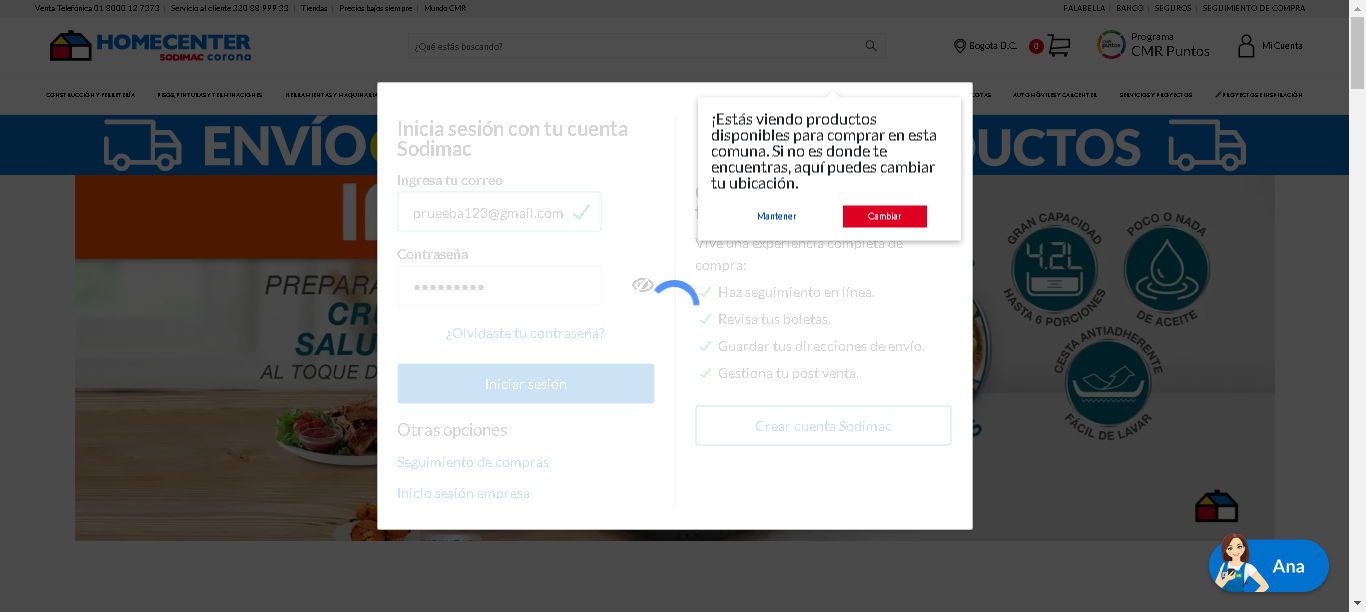 Venta Telefónica 01 8000 12 7373 | Servicio al cliente 320 88 999 33 | Tiendas | Precios bajos siempre | Mundo CMR
FALABELLA | BANCO | SEGUROS | SEGUIMIENTO DE COMPRA
HOMECENTER
SODIMAC corona
¿Qué estás buscando?
Bogota D.C.
0
Programa
CMR Puntos
Mi Cuenta
CONSTRUCCIÓN Y FERRETERÍA
PISOS, PINTURAS Y TERMINACIONES
HERRAMIENTAS Y MAQUINARIA
AUTOMÓVILES Y CAR CENTER
SERVICIOS Y PROYECTOS
PROYECTOS E INSPIRACIÓN
ENVÍO
DUCTOS
Inicia sesión con tu cuenta
Sodimac
Ingresa tu correo
prueeba123@gmail.com
Contraseña
¿Olvidaste tu contraseña?
Iniciar sesión
Otras opciones
Seguimiento de compras
Inicio sesión empresa
¡Estás viendo productos
disponibles para comprar en esta
comuna. Si no es donde te
encuentras, aquí puedes cambiar
tu ubicación.
Mantener
Cambiar
Vive una experiencia completa de
compra:
Haz seguimiento en línea.
Revisa tus boletas.
Guardar tus direcciones de envío.
Gestiona tu post venta.
Crear cuenta Sodimac
PREPARA
CRU
SALU
AL TOQUE D
GRAN CAPACIDAD
4.2L
HASTA 6 PORCIONES
POCO O NADA
DE ACEITE
CESTA ANTIADHERENTE
FÁCIL DE LAVAR
Ana